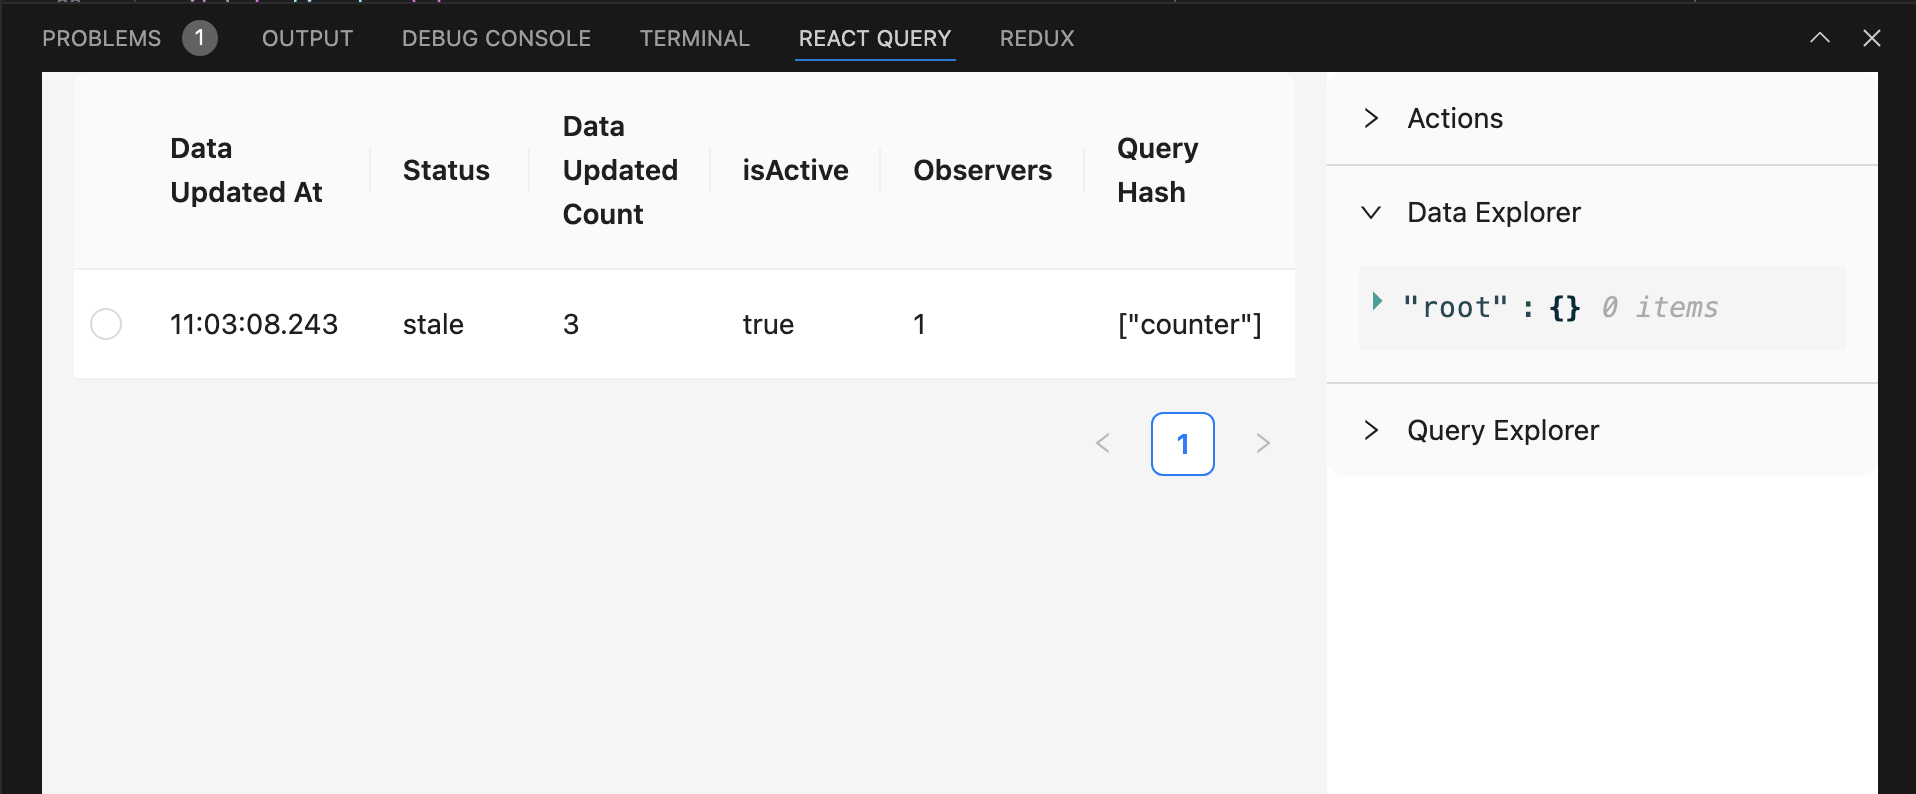 PROBLEMS 1 OUTPUT DEBUG CONSOLE TERMINAL REACT QUERY REDUX
Data Updated At
Status
Data Updated Count
isActive
Observers
Query Hash
11:03:08.243 stale 3 true 1 ["counter"]
1
Actions
Data Explorer
"root" : {} 0 items
Query Explorer